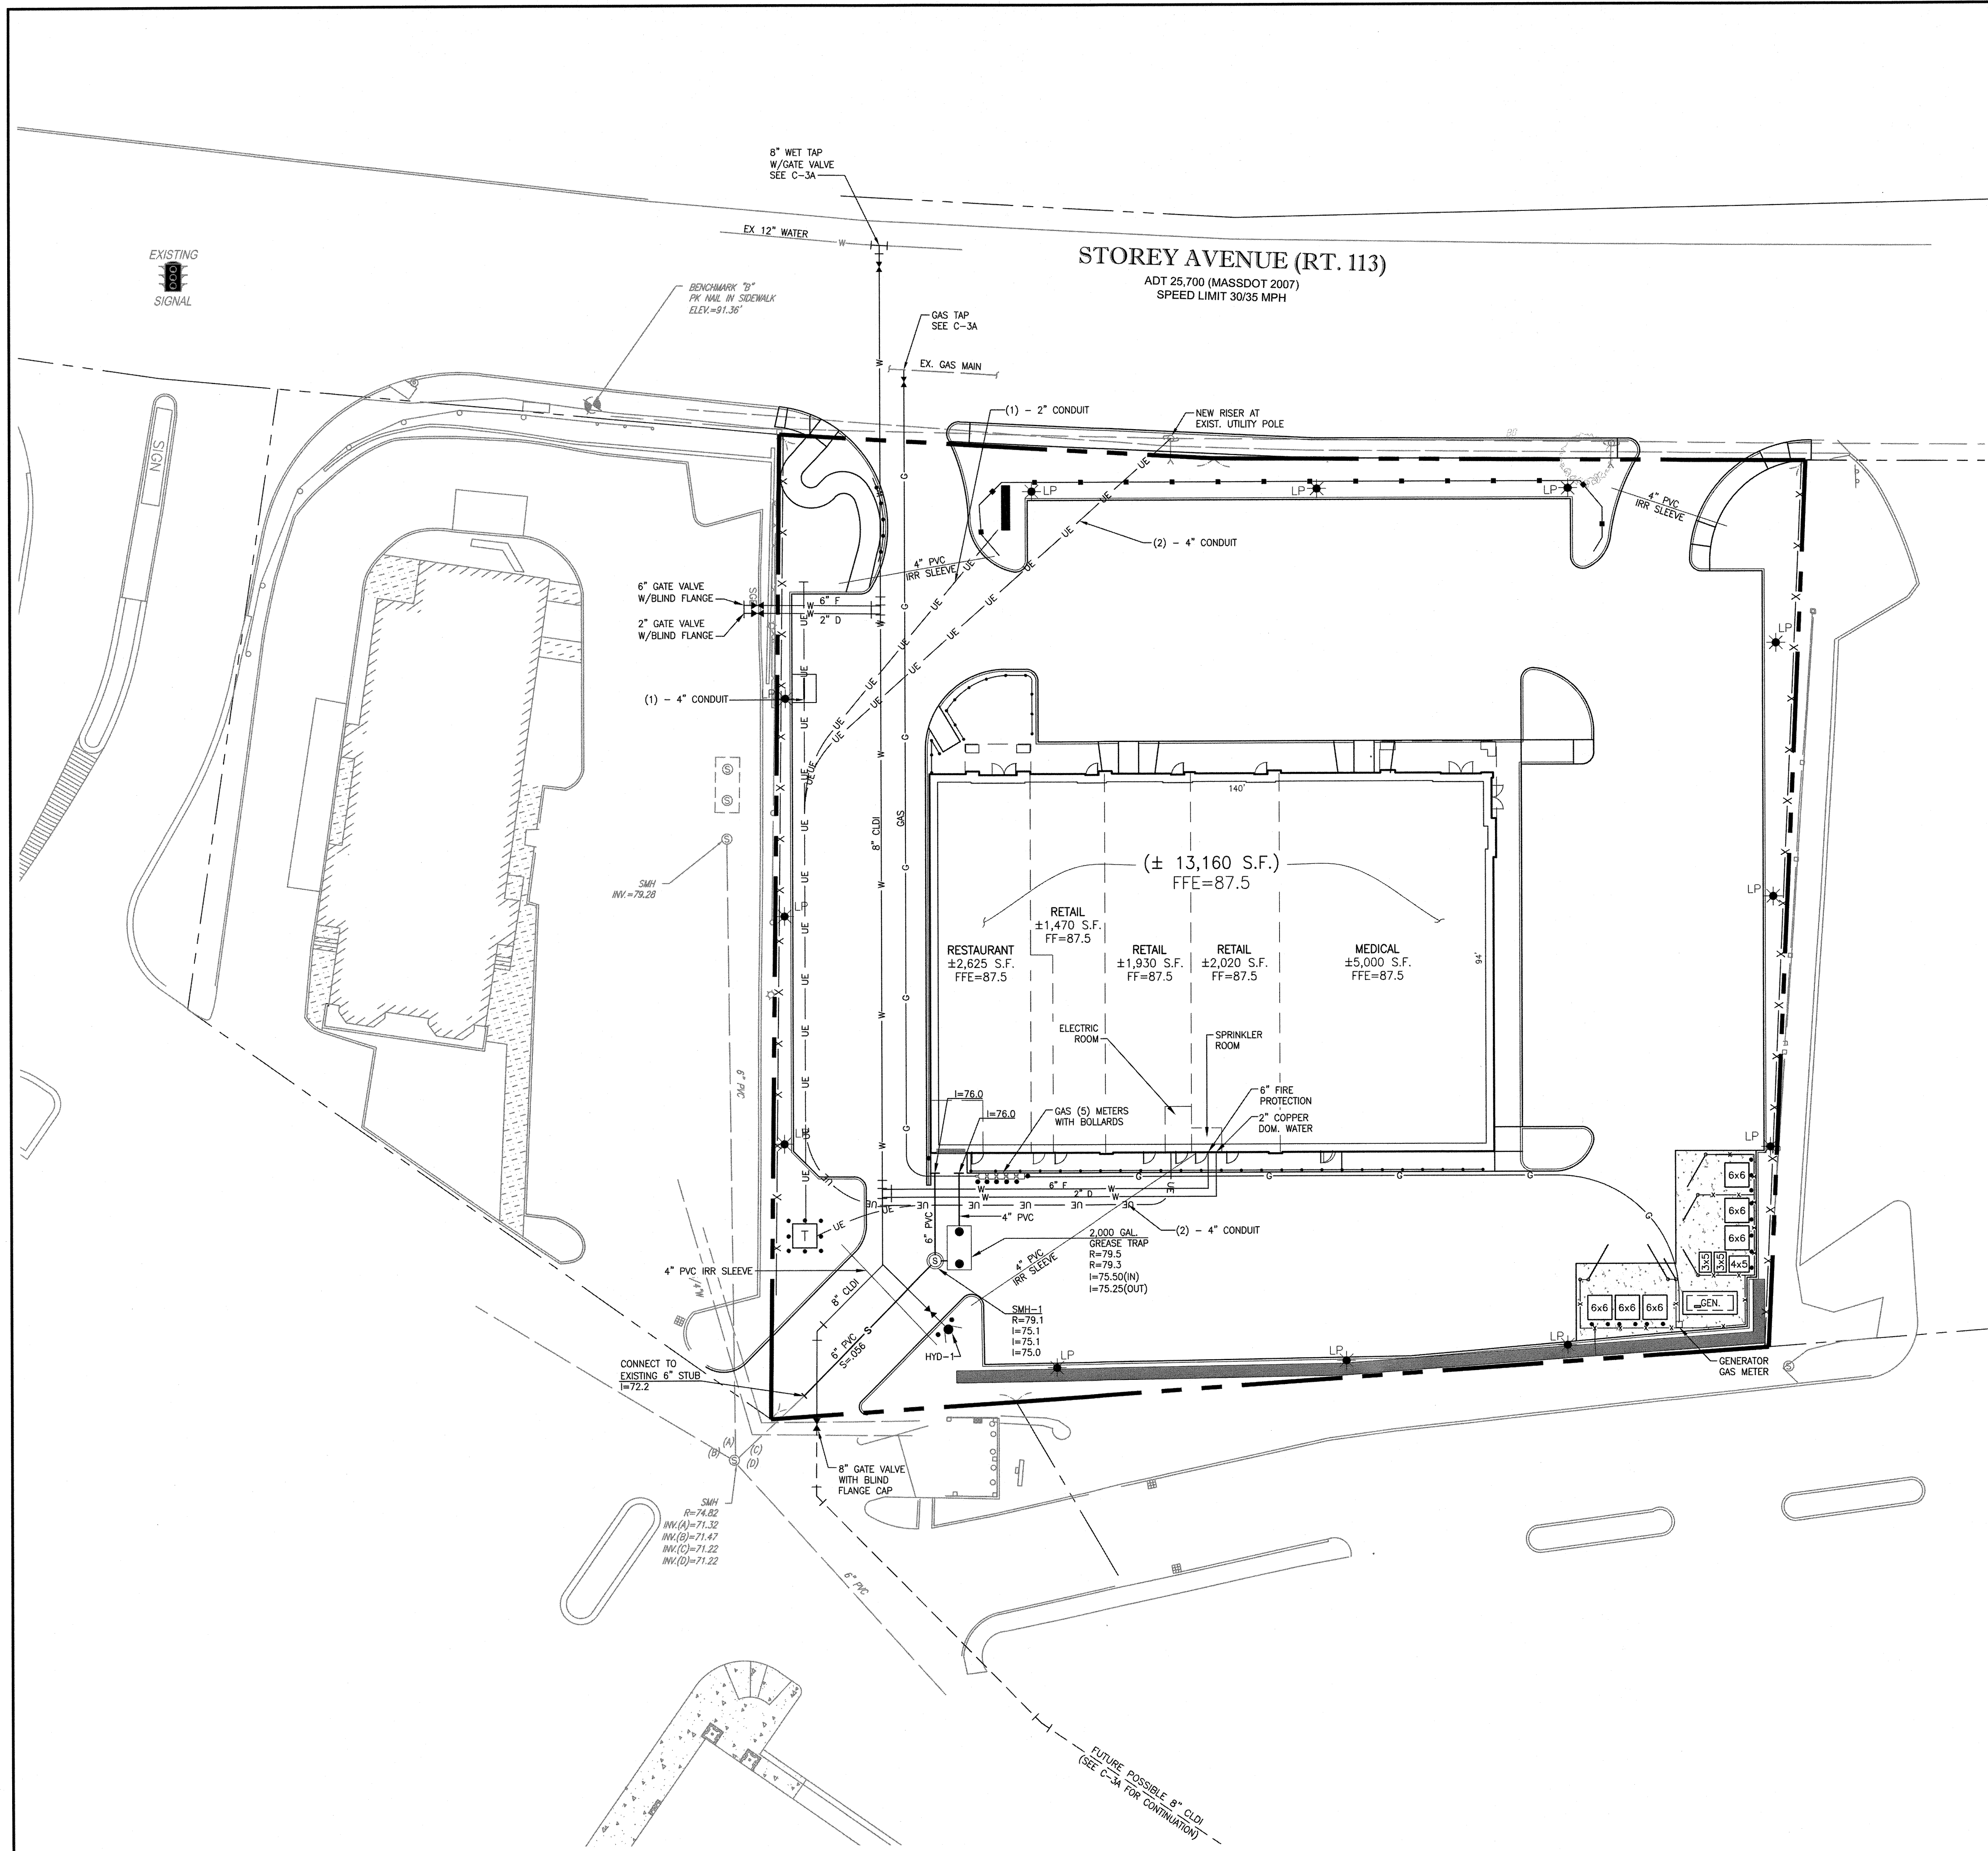 8" WET TAP
W/GATE VALVE
SEE C-3A
EX 12" WATER
W
STOREY AVENUE (RT. 113)
ADT 25,700 (MASSDOT 2007)
SPEED LIMIT 30/35 MPH
EXISTING
SIGNAL
BENCHMARK "B"
PK NAIL IN SIDEWALK
ELEV.=91.36'
GAS TAP
SEE C-3A
EX. GAS MAIN
(1) - 2" CONDUIT
NEW RISER AT
EXIST. UTILITY POLE
SIGN
LP
LP
LP
4" PVC
IRR SLEEVE
(2) - 4" CONDUIT
4" PVC
IRR SLEEVE
6" GATE VALVE
W/BLIND FLANGE
2" GATE VALVE
W/BLIND FLANGE
6" F
2" D
UE
UE
UE
LP
(1) - 4" CONDUIT
LP
G
W
8" CLDI
GAS
140'
(± 13,160 S.F.)
FFE=87.5
SMH
INV.=79.28
LP
LP
RETAIL
±1,470 S.F.
FF=87.5
RESTAURANT
±2,625 S.F.
FFE=87.5
RETAIL
±1,930 S.F.
FF=87.5
RETAIL
±2,020 S.F.
FF=87.5
MEDICAL
±5,000 S.F.
FFE=87.5
94'
ELECTRIC
ROOM
SPRINKLER
ROOM
6" PVC
I=76.0
I=76.0
GAS (5) METERS
WITH BOLLARDS
6" FIRE
PROTECTION
2" COPPER
DOM. WATER
LP
LP
6" F
2" D
4" PVC
6" PVC
(2) - 4" CONDUIT
T
UE
2,000 GAL.
GREASE TRAP
R=79.5
R=79.3
I=75.50(IN)
I=75.25(OUT)
4" PVC
IRR SLEEVE
4" PVC IRR SLEEVE
8" CLDI
S
6x6
6x6
6x6
3x5
3x5
4x5
6x6
6x6
6x6
GEN.
SMH-1
R=79.1
I=75.1
I=75.1
I=75.0
HYD-1
6" PVC
S
S=.056
LP
LP
LP
CONNECT TO
EXISTING 6" STUB
I=72.2
GENERATOR
GAS METER
(A)
(B)
(C)
(D)
8" GATE VALVE
WITH BLIND
FLANGE CAP
SMH
R=74.82
INV.(A)=71.32
INV.(B)=71.47
INV.(C)=71.22
INV.(D)=71.22
6" PVC
FUTURE POSSIBLE 8" CLDI
(SEE C-3A FOR CONTINUATION)